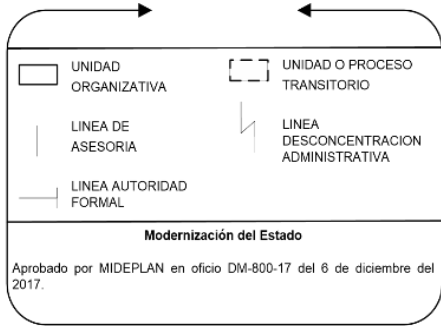 UNIDAD
ORGANIZATIVA
UNIDAD O PROCESO
TRANSITORIO
LINEA DE
ASESORIA
LINEA
DESCONCENTRACION
ADMINISTRATIVA
LINEA AUTORIDAD
FORMAL
Modernización del Estado
Aprobado por MIDEPLAN en oficio DM-800-17 del 6 de diciembre del
2017.